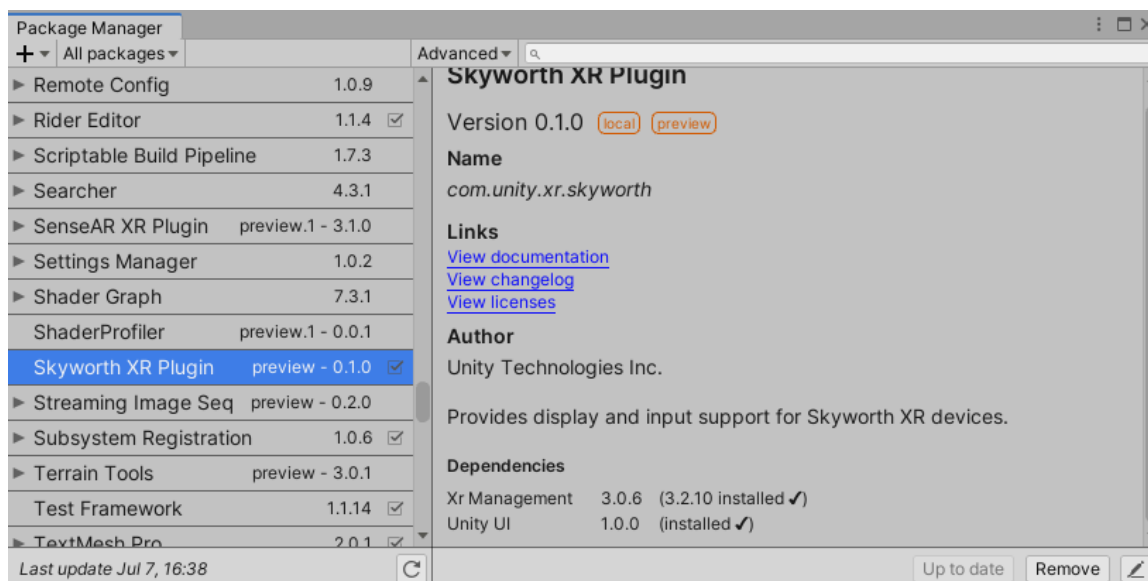 Package Manager
All packages
Advanced
Remote Config 1.0.9
Rider Editor 1.1.4
Scriptable Build Pipeline 1.7.3
Searcher 4.3.1
SenseAR XR Plugin preview.1 - 3.1.0
Settings Manager 1.0.2
Shader Graph 7.3.1
ShaderProfiler preview.1 - 0.0.1
Skyworth XR Plugin preview - 0.1.0
Streaming Image Seq preview - 0.2.0
Subsystem Registration 1.0.6
Terrain Tools preview - 3.0.1
Test Framework 1.1.14
TextMesh Pro 2.0.1
Last update Jul 7, 16:38
Skyworth XR Plugin
Version 0.1.0 local preview
Name
com.unity.xr.skyworth
Links
View documentation
View changelog
View licenses
Author
Unity Technologies Inc.
Provides display and input support for Skyworth XR devices.
Dependencies
Xr Management 3.0.6 (3.2.10 installed ✔)
Unity UI 1.0.0 (installed ✔)
Up to date
Remove